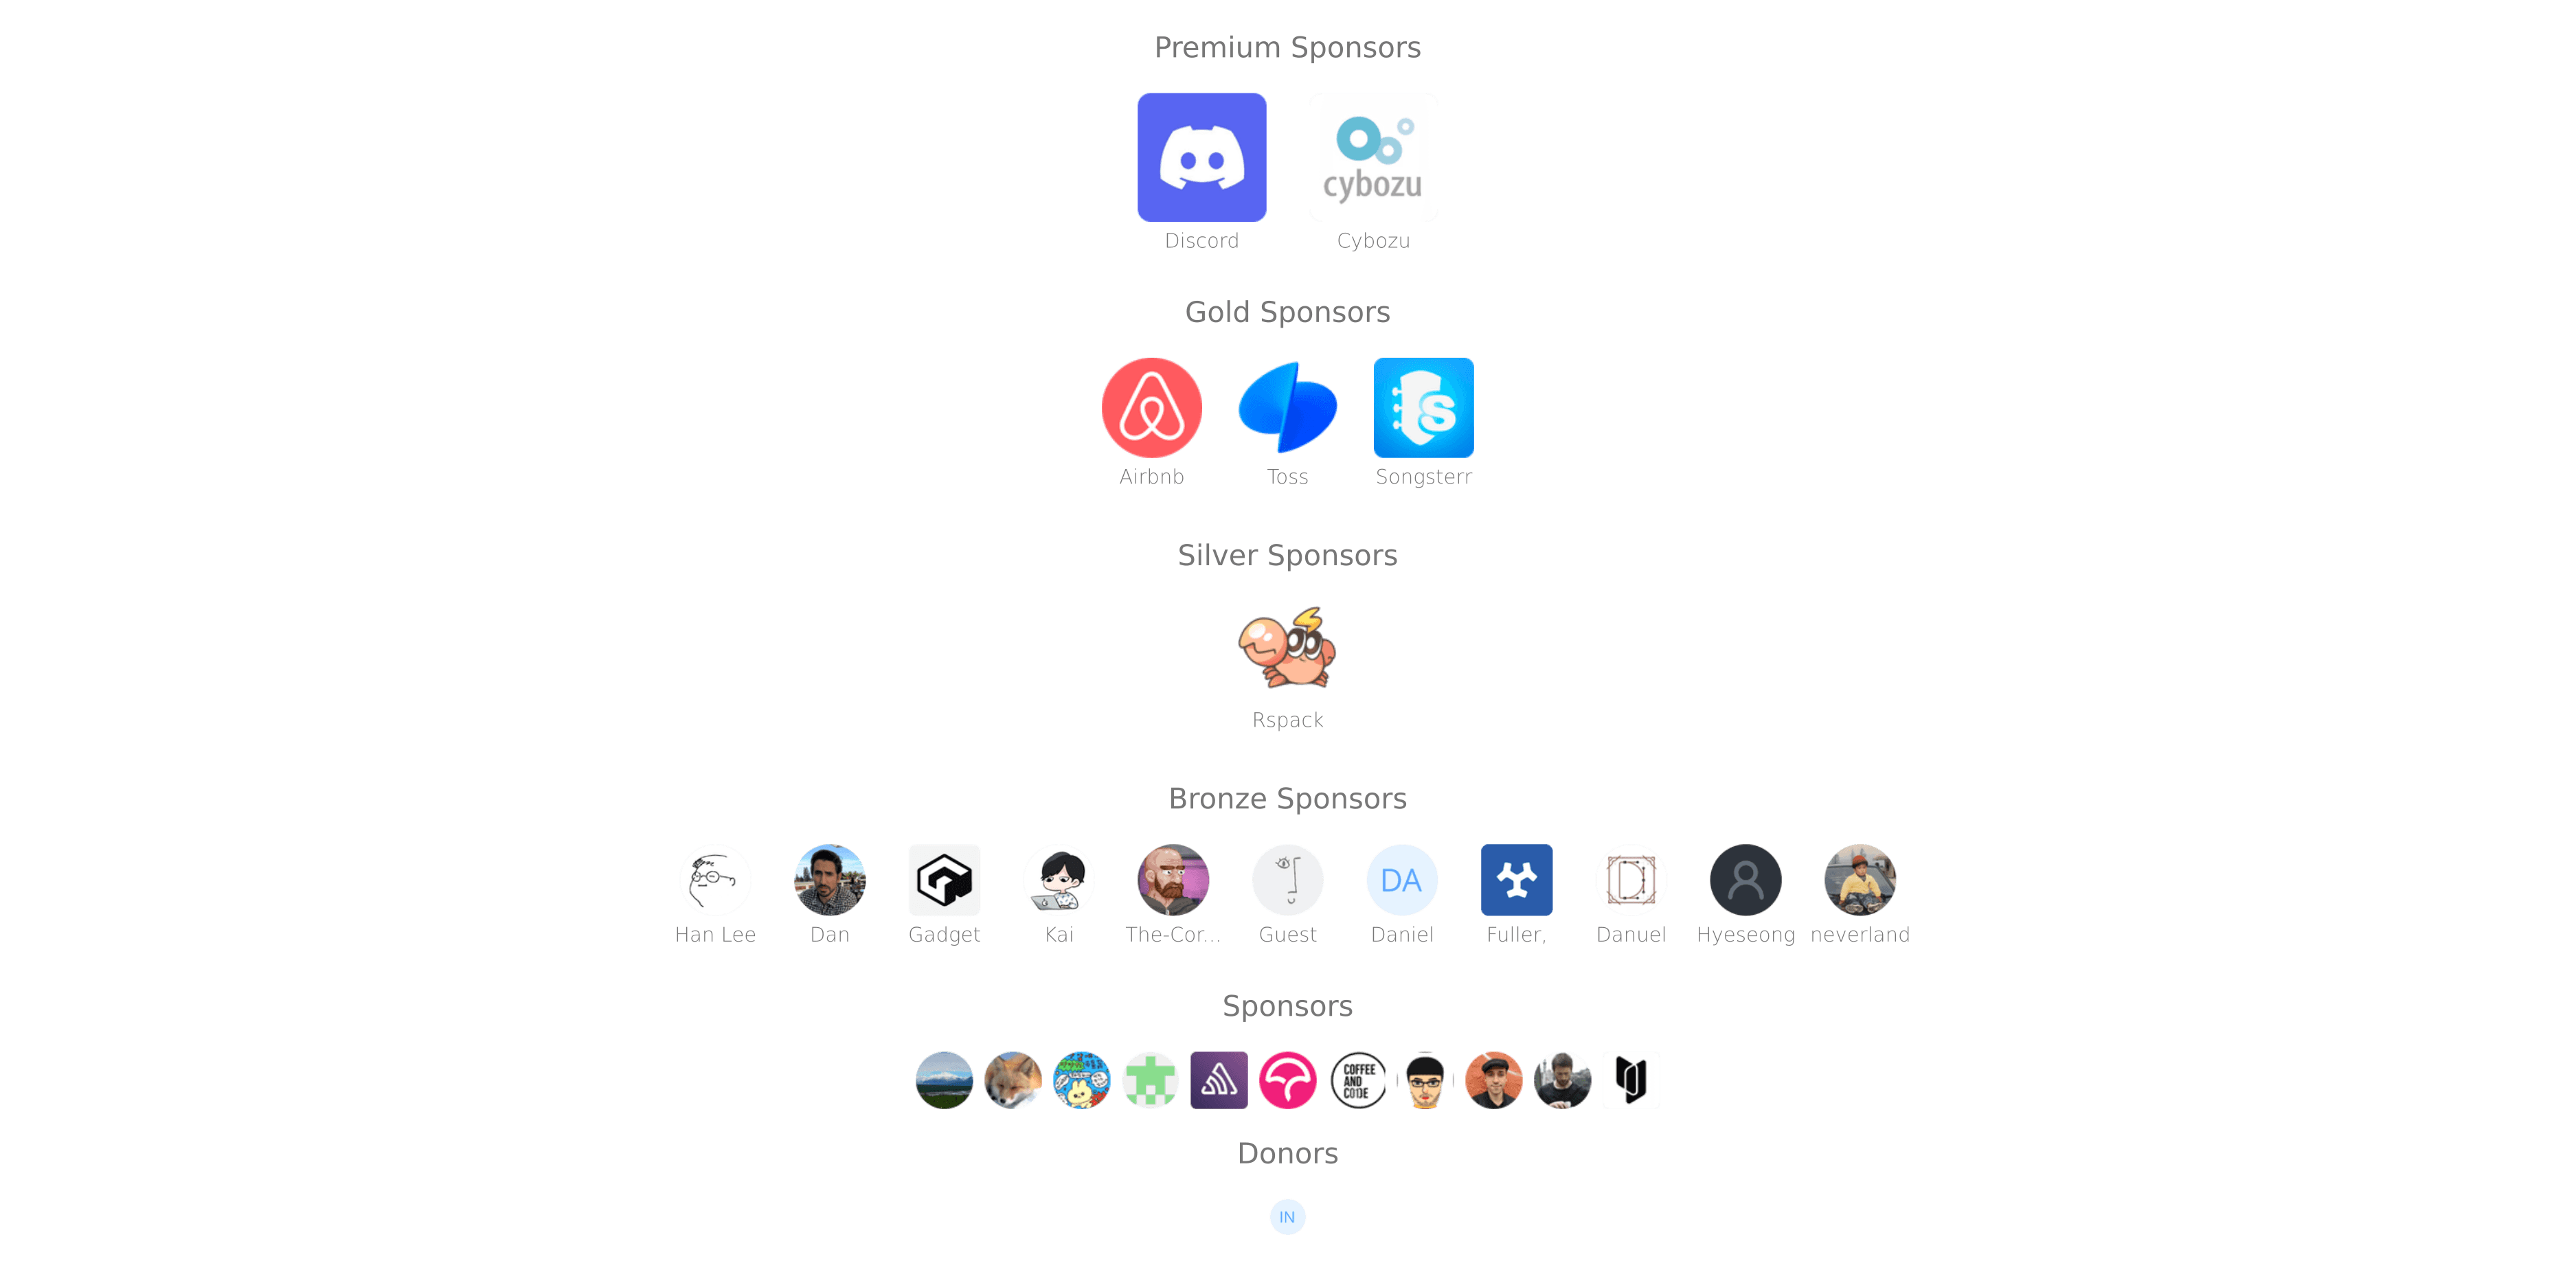 Premium Sponsors
cybozu
Discord Cybozu
Gold Sponsors
Airbnb Toss Songsterr
Silver Sponsors
Rspack
Bronze Sponsors
DA
Han Lee Dan Gadget Kai The-Cor... Guest Daniel Fuller, Danuel Hyeseong neverland
Sponsors
COFFEE
AND
CODE
Donors
IN